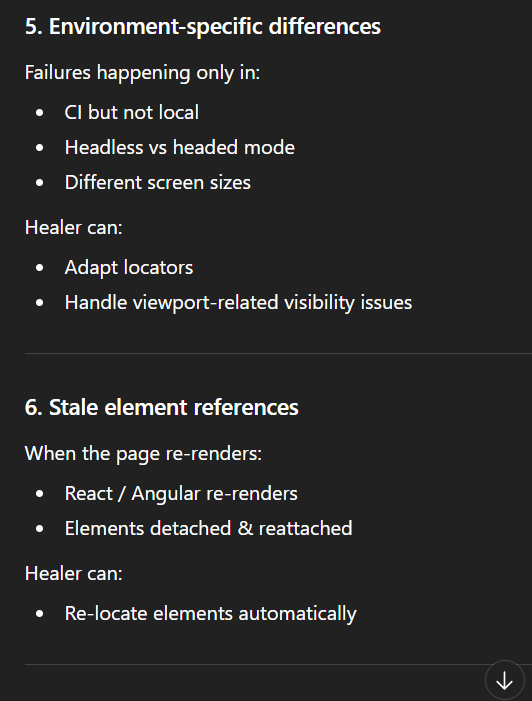 5. Environment-specific differences
Failures happening only in:
• CI but not local
• Headless vs headed mode
• Different screen sizes
Healer can:
• Adapt locators
• Handle viewport-related visibility issues
6. Stale element references
When the page re-renders:
• React / Angular re-renders
• Elements detached & reattached
Healer can:
• Re-locate elements automatically